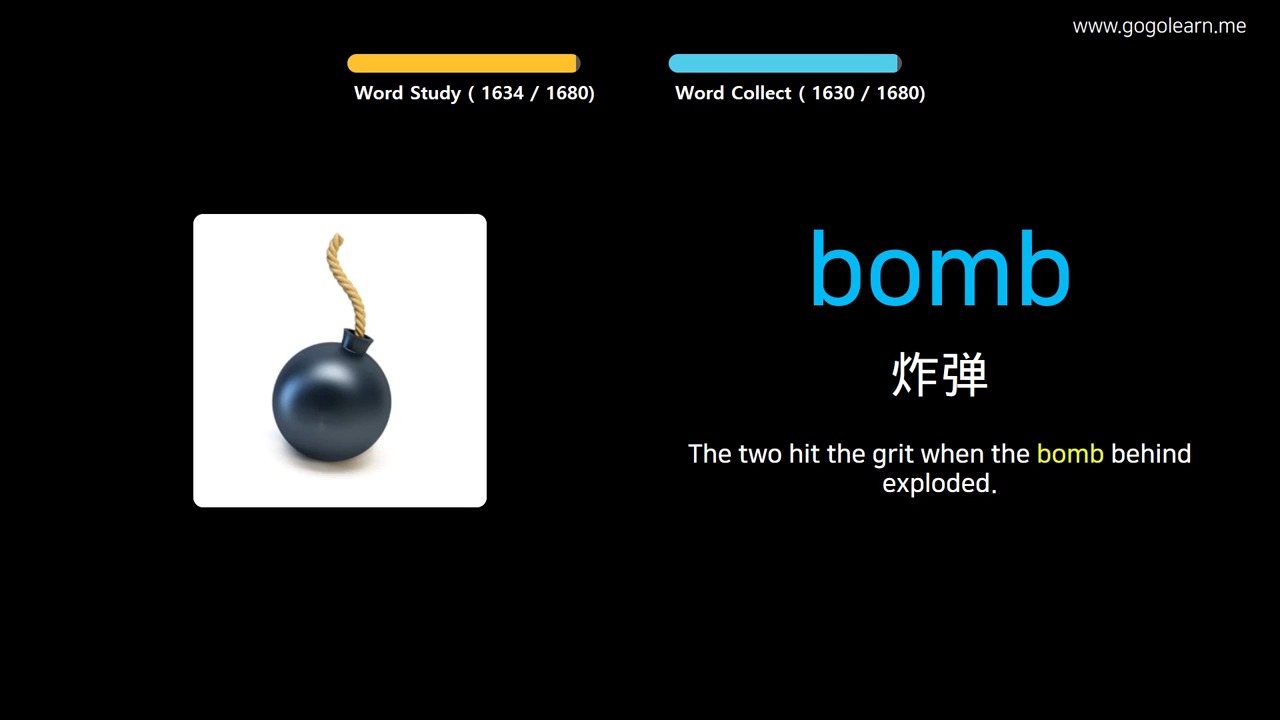 www.gogolearn.me
Word Study ( 1634 / 1680)
Word Collect ( 1630 / 1680)
bomb
炸弹
The two hit the grit when the bomb behind
exploded.